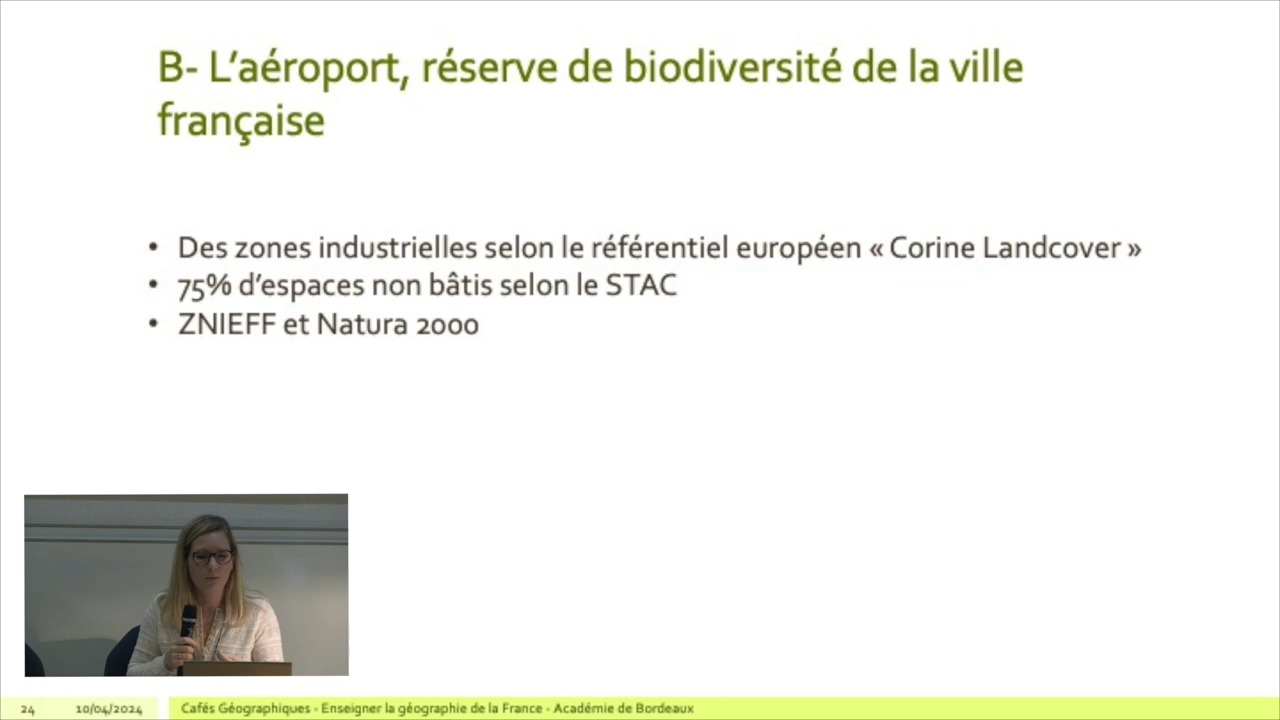 B- L’aéroport, réserve de biodiversité de la ville
française
• Des zones industrielles selon le référentiel européen « Corine Landcover »
• 75% d’espaces non bâtis selon le STAC
• ZNIEFF et Natura 2000
24 10/04/2024 Cafés Géographiques - Enseigner la géographie de la France - Académie de Bordeaux